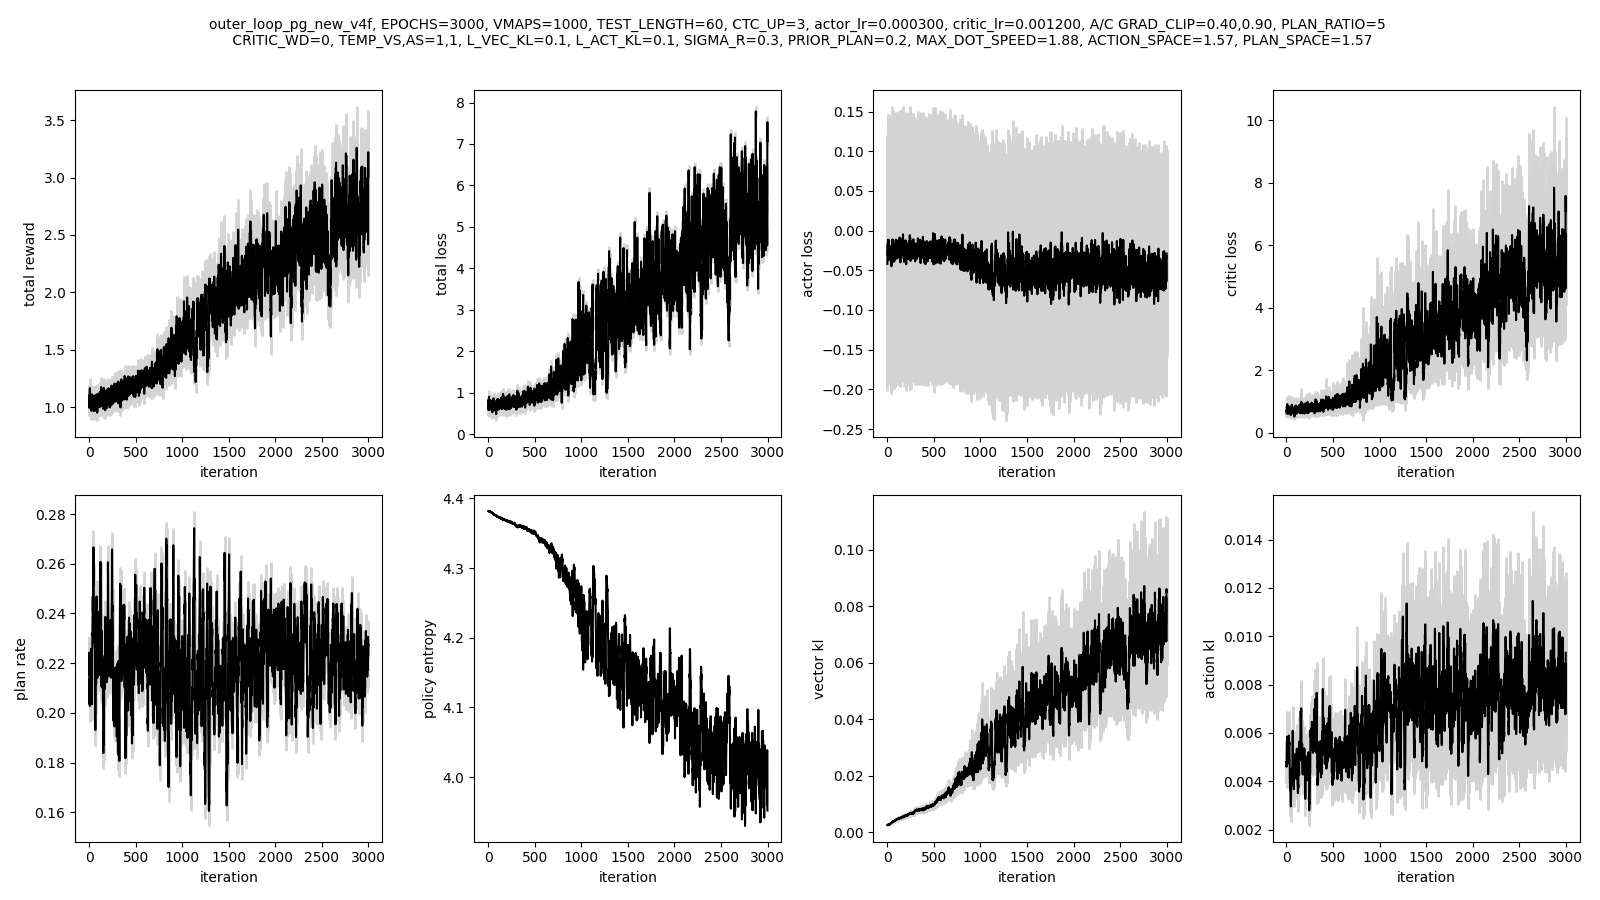 outer_loop_pg_new_v4f, EPOCHS=3000, VMAPS=1000, TEST_LENGTH=60, CTC_UP=3, actor_lr=0.000300, critic_lr=0.001200, A/C GRAD_CLIP=0.40,0.90, PLAN_RATIO=5
CRITIC_WD=0, TEMP_VS,AS=1,1, L_VEC_KL=0.1, L_ACT_KL=0.1, SIGMA_R=0.3, PRIOR_PLAN=0.2, MAX_DOT_SPEED=1.88, ACTION_SPACE=1.57, PLAN_SPACE=1.57
total reward
3.5
3.0
2.5
2.0
1.5
1.0
0 500 1000 1500 2000 2500 3000
iteration
total loss
8
7
6
5
4
3
2
1
0
0 500 1000 1500 2000 2500 3000
iteration
actor loss
0.15
0.10
0.05
0.00
−0.05
−0.10
−0.15
−0.20
−0.25
0 500 1000 1500 2000 2500 3000
iteration
critic loss
10
8
6
4
2
0
0 500 1000 1500 2000 2500 3000
iteration
plan rate
0.28
0.26
0.24
0.22
0.20
0.18
0.16
0 500 1000 1500 2000 2500 3000
iteration
policy entropy
4.4
4.3
4.2
4.1
4.0
0 500 1000 1500 2000 2500 3000
iteration
vector kl
0.10
0.08
0.06
0.04
0.02
0.00
0 500 1000 1500 2000 2500 3000
iteration
action kl
0.014
0.012
0.010
0.008
0.006
0.004
0.002
0 500 1000 1500 2000 2500 3000
iteration